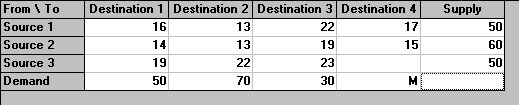 From \ To Destination 1 Destination 2 Destination 3 Destination 4 Supply
Source 1 16 13 22 17 50
Source 2 14 13 19 15 60
Source 3 19 22 23 50
Demand 50 70 30 M